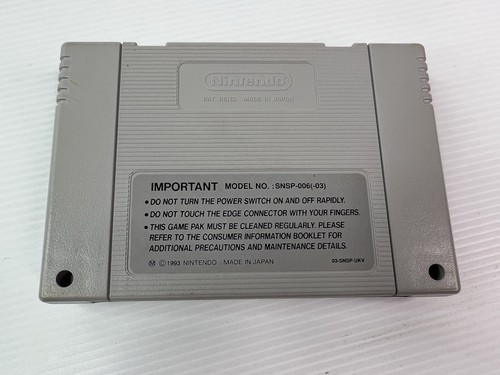 Nintendo
PAT. PEND. MADE IN JAPAN
IMPORTANT MODEL NO. :SNSP-006(-03)
• DO NOT TURN THE POWER SWITCH ON AND OFF RAPIDLY.
• DO NOT TOUCH THE EDGE CONNECTOR WITH YOUR FINGERS.
• THIS GAME PAK MUST BE CLEANED REGULARLY. PLEASE
REFER TO THE CONSUMER INFORMATION BOOKLET FOR
ADDITIONAL PRECAUTIONS AND MAINTENANCE DETAILS.
Ⓜ ©1993 NINTENDO , MADE IN JAPAN 03-SNSP-UKV